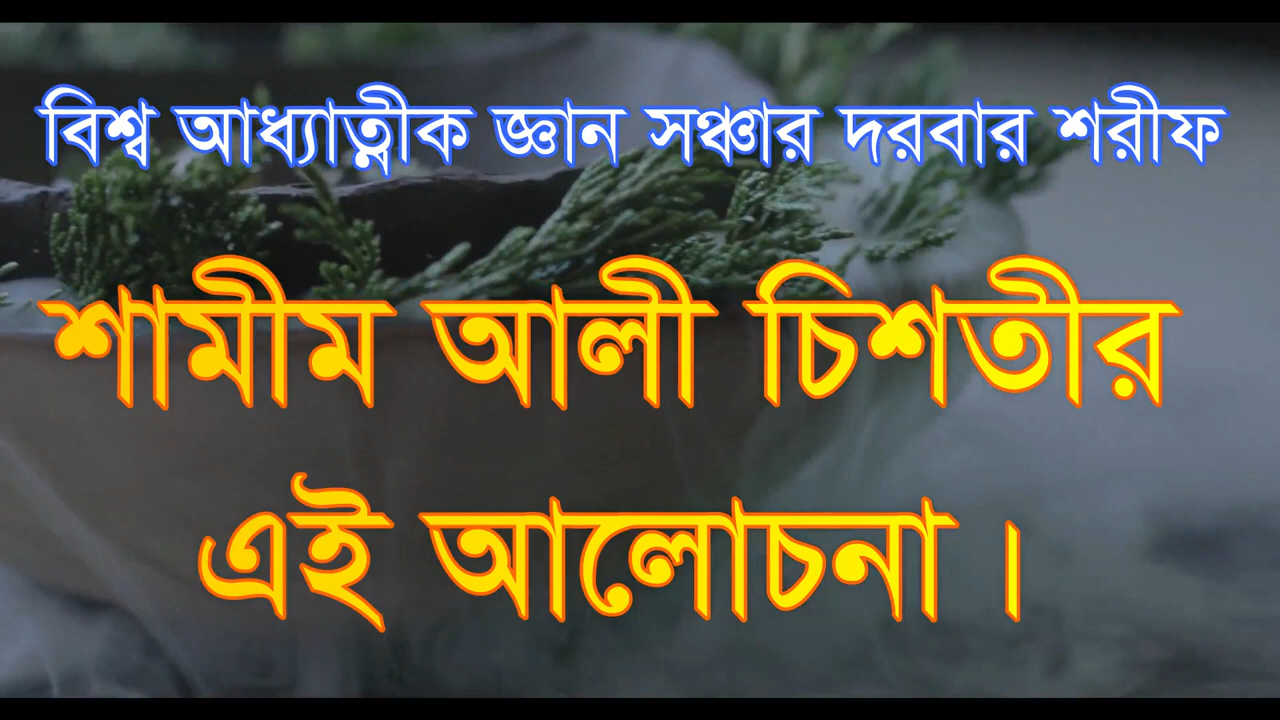 বিশ্ব আধ্যাত্নীক জ্ঞান সঞ্চার দরবার শরীফ
শামীম আলী চিশতীর
এই আলোচনা ।